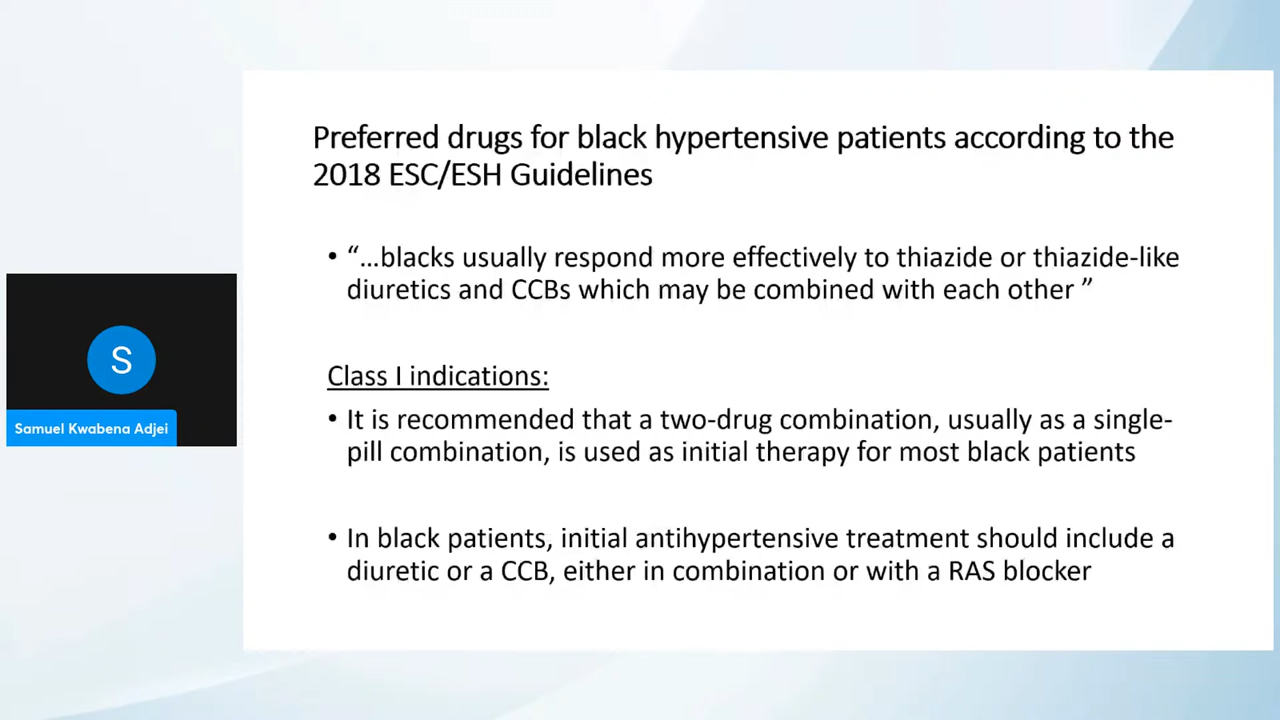 Preferred drugs for black hypertensive patients according to the
2018 ESC/ESH Guidelines
• “...blacks usually respond more effectively to thiazide or thiazide-like
diuretics and CCBs which may be combined with each other ”
Class I indications:
• It is recommended that a two-drug combination, usually as a single-
pill combination, is used as initial therapy for most black patients
• In black patients, initial antihypertensive treatment should include a
diuretic or a CCB, either in combination or with a RAS blocker
S
Samuel Kwabena Adjei